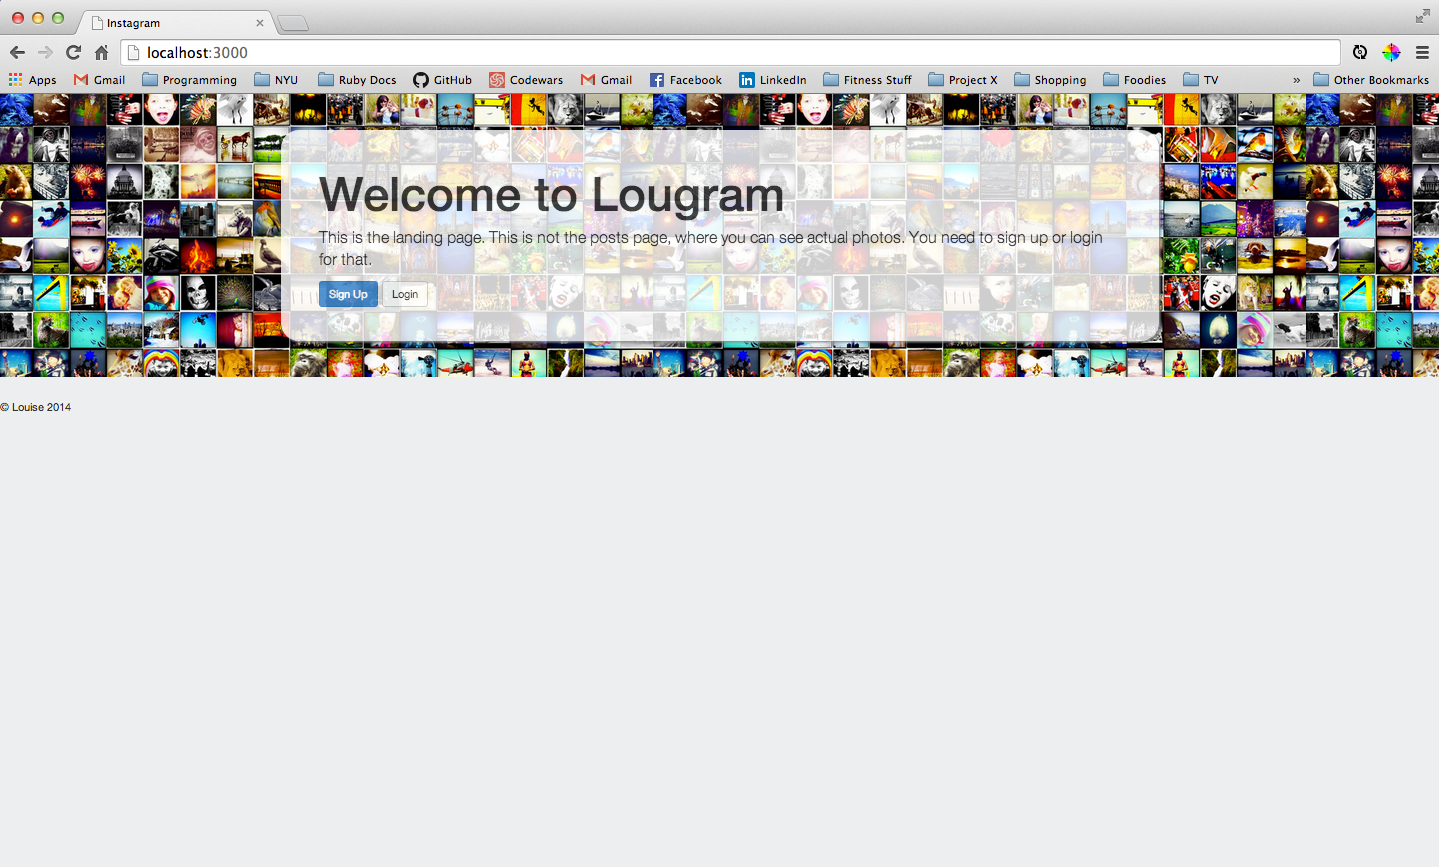 Instagram
localhost:3000
Apps Gmail Programming NYU Ruby Docs GitHub Codewars Gmail Facebook LinkedIn Fitness Stuff Project X Shopping Foodies TV » Other Bookmarks
Welcome to Lougram
This is the landing page. This is not the posts page, where you can see actual photos. You need to sign up or login
for that.
Sign Up Login
© Louise 2014